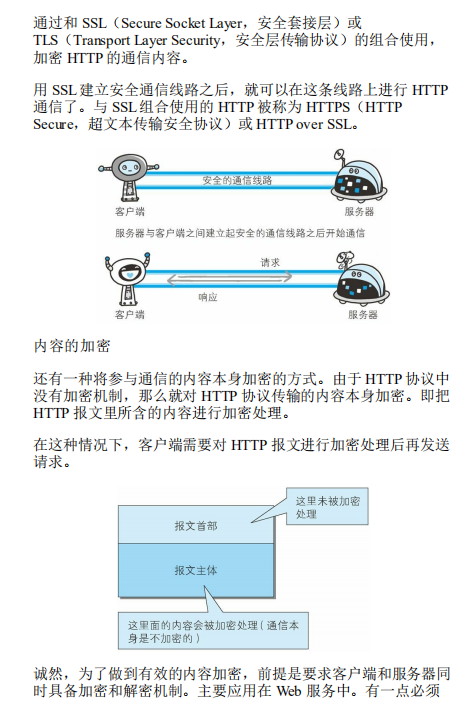 通过和 SSL（Secure Socket Layer，安全套接层）或
TLS（Transport Layer Security，安全层传输协议）的组合使用，
加密 HTTP 的通信内容。
用 SSL 建立安全通信线路之后，就可以在这条线路上进行 HTTP
通信了。与 SSL 组合使用的 HTTP 被称为 HTTPS（HTTP
Secure，超文本传输安全协议）或 HTTP over SSL。
安全的通信线路
客户端
服务器
服务器与客户端之间建立起安全的通信线路之后开始通信
请求
响应
客户端
服务器
内容的加密
还有一种将参与通信的内容本身加密的方式。由于 HTTP 协议中
没有加密机制，那么就对 HTTP 协议传输的内容本身加密。即把
HTTP 报文里所含的内容进行加密处理。
在这种情况下，客户端需要对 HTTP 报文进行加密处理后再发送
请求。
这里未被加密
处理
报文首部
报文主体
这里面的内容会被加密处理（通信本
身是不加密的）
诚然，为了做到有效的内容加密，前提是要求客户端和服务器同
时具备加密和解密机制。主要应用在 Web 服务中。有一点必须